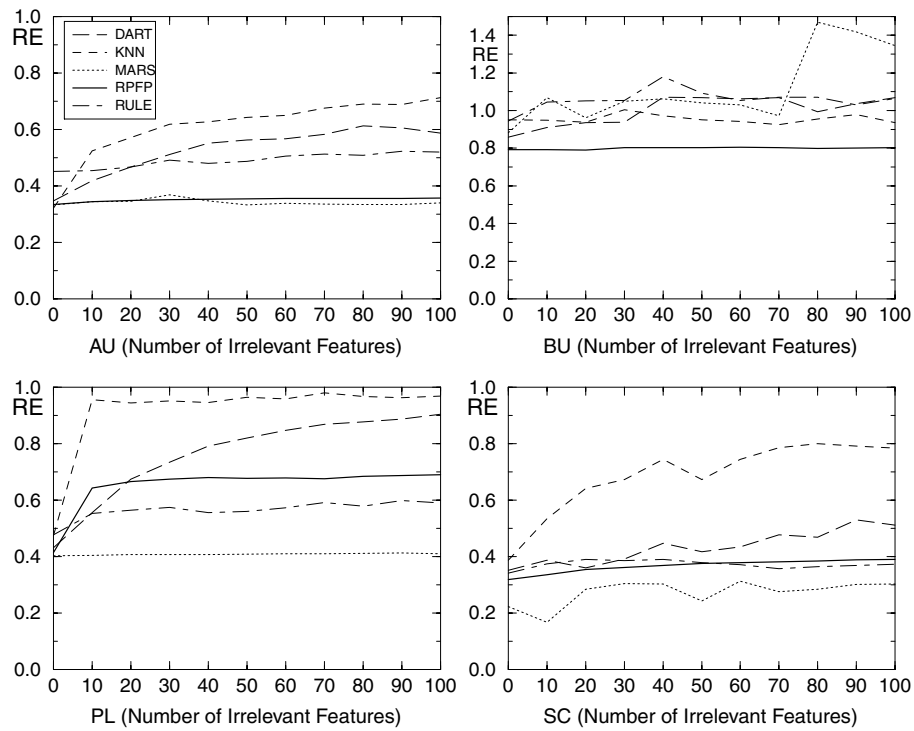 1.0
RE
0.8
0.6
0.4
0.2
0.0
DART
KNN
MARS
RPFP
RULE
0 10 20 30 40 50 60 70 80 90 100
AU (Number of Irrelevant Features)
1.4
RE
1.2
1.0
0.8
0.6
0.4
0.2
0.0
0 10 20 30 40 50 60 70 80 90 100
BU (Number of Irrelevant Features)
1.0
RE
0.8
0.6
0.4
0.2
0.0
0 10 20 30 40 50 60 70 80 90 100
PL (Number of Irrelevant Features)
1.0
RE
0.8
0.6
0.4
0.2
0.0
0 10 20 30 40 50 60 70 80 90 100
SC (Number of Irrelevant Features)